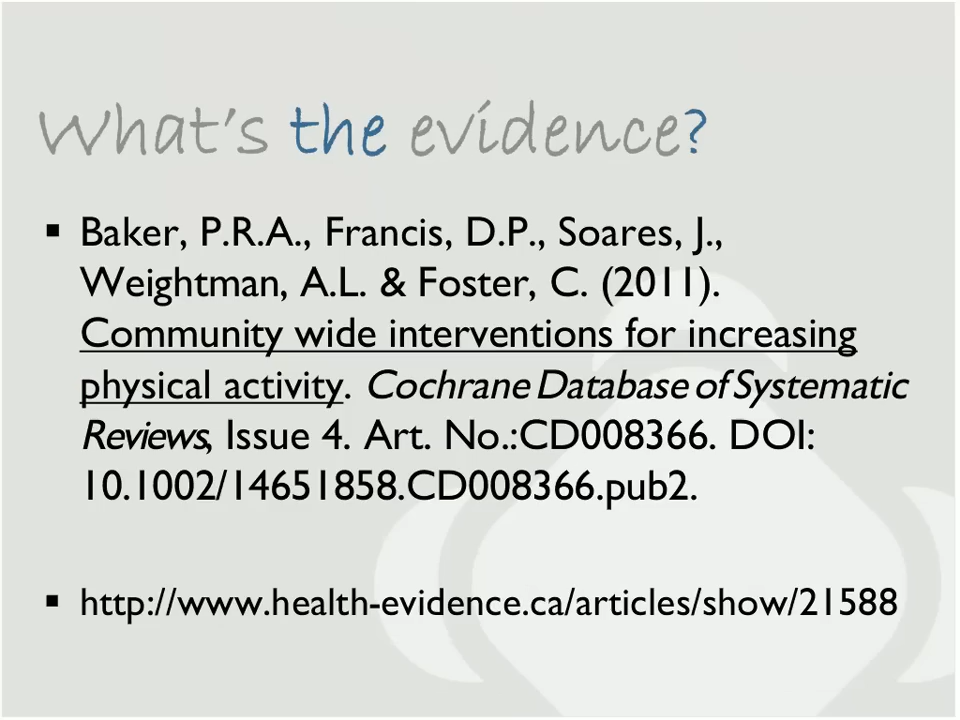 What's the evidence?
▪ Baker, P.R.A., Francis, D.P., Soares, J.,
Weightman, A.L. & Foster, C. (2011).
Community wide interventions for increasing
physical activity. Cochrane Database of Systematic
Reviews, Issue 4. Art. No.:CD008366. DOI:
10.1002/14651858.CD008366.pub2.
▪ http://www.health-evidence.ca/articles/show/21588